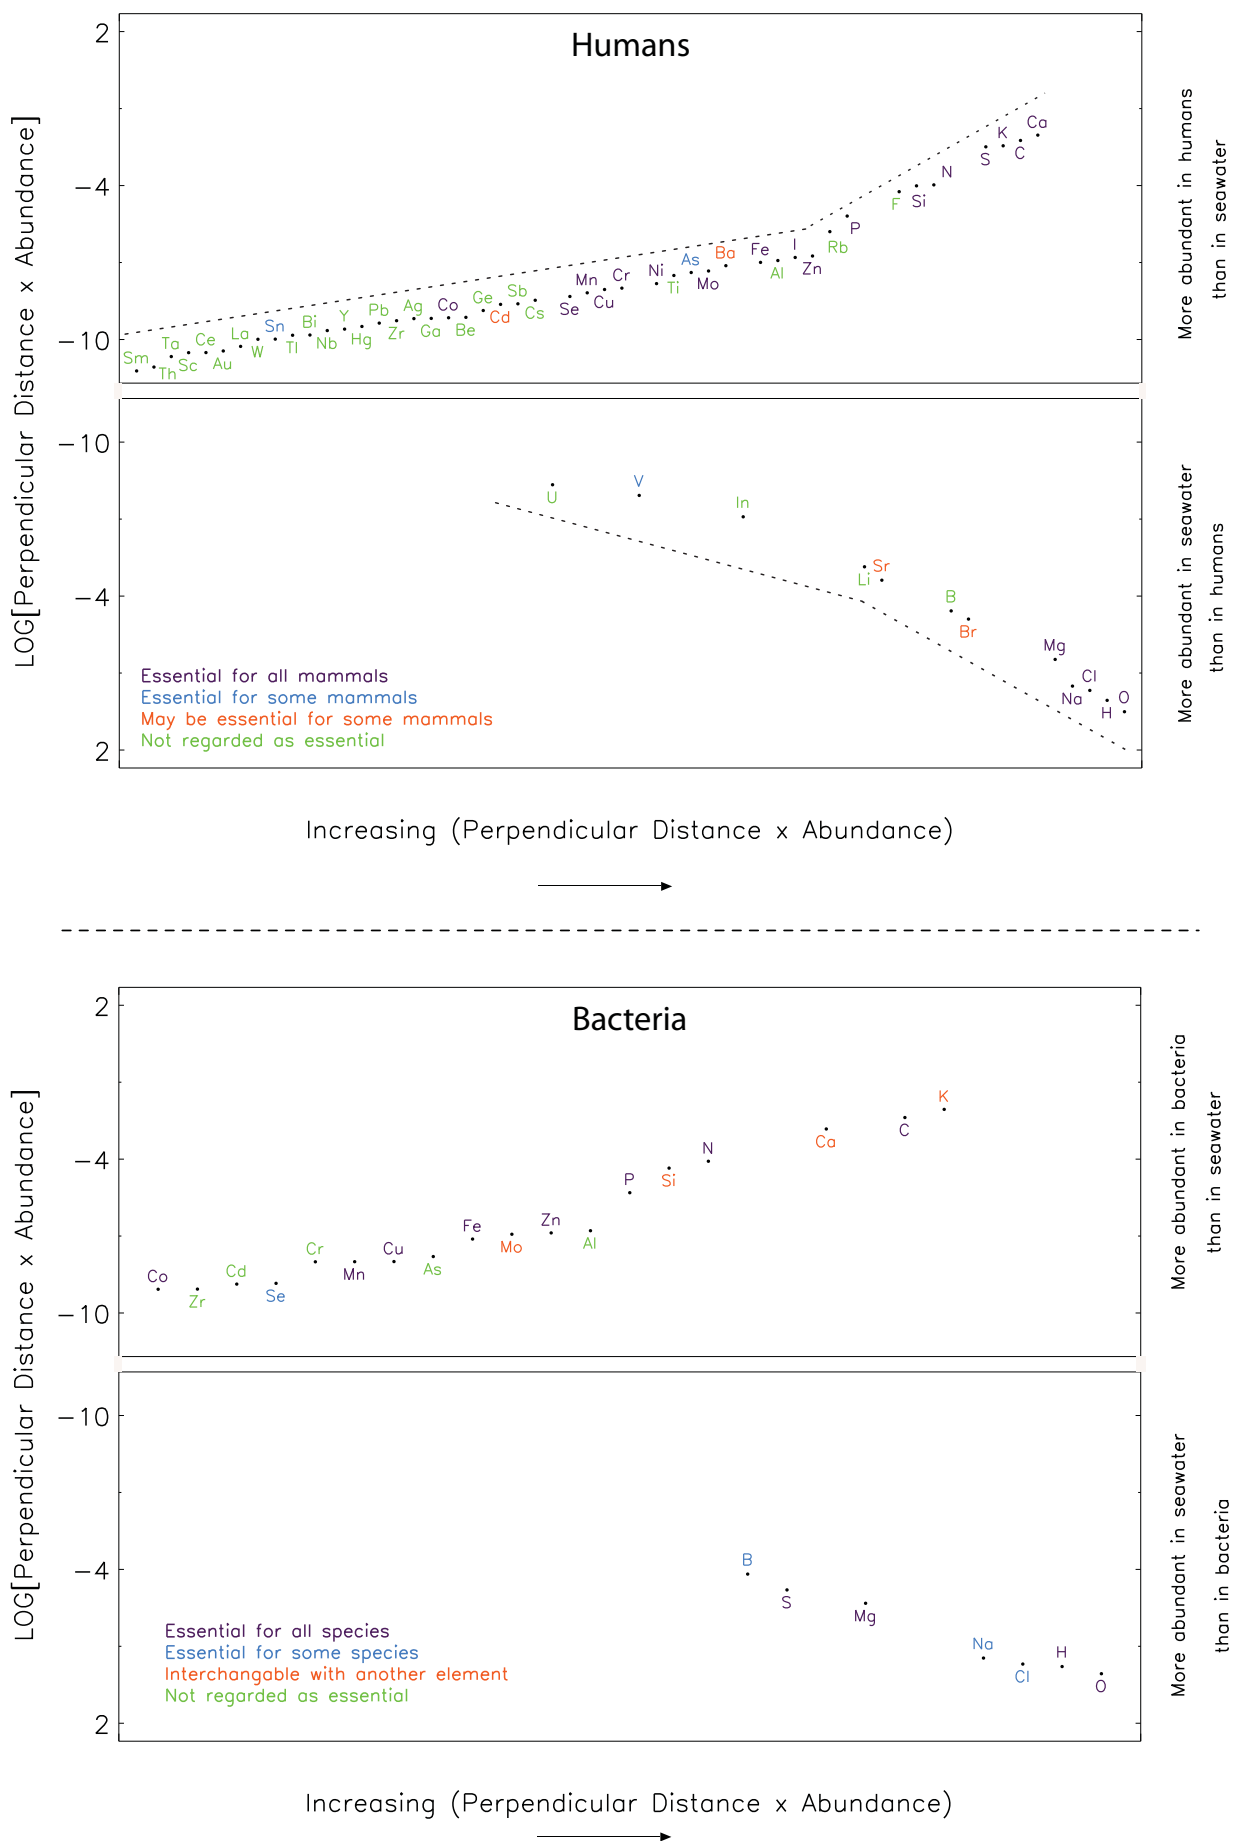 Humans
2
-4
-10
LOG[Perpendicular Distance x Abundance]
More abundant in humans
than in seawater
Sm
Th
Ta
Sc
Ce
Au
La
W
Sn
Tl
Bi
Nb
Y
Hg
Pb
Zr
Ag
Ga
Co
Be
Ge
Cd
Sb
Cs
Se
Mn
Cu
Cr
Ni
Ti
As
Mo
Ba
Fe
Al
I
Zn
Rb
P
F
Si
N
S
K
C
Ca
-10
-4
2
More abundant in seawater
than in humans
U
V
In
Li
Sr
B
Br
Mg
Na
Cl
H
O
Essential for all mammals
Essential for some mammals
May be essential for some mammals
Not regarded as essential
Increasing (Perpendicular Distance x Abundance)
Bacteria
2
-4
-10
LOG[Perpendicular Distance x Abundance]
More abundant in bacteria
than in seawater
Co
Zr
Cd
Se
Cr
Mn
Cu
As
Fe
Mo
Zn
Al
P
Si
N
Ca
C
K
-10
-4
2
More abundant in seawater
than in bacteria
B
S
Mg
Na
Cl
H
O
Essential for all species
Essential for some species
Interchangable with another element
Not regarded as essential
Increasing (Perpendicular Distance x Abundance)